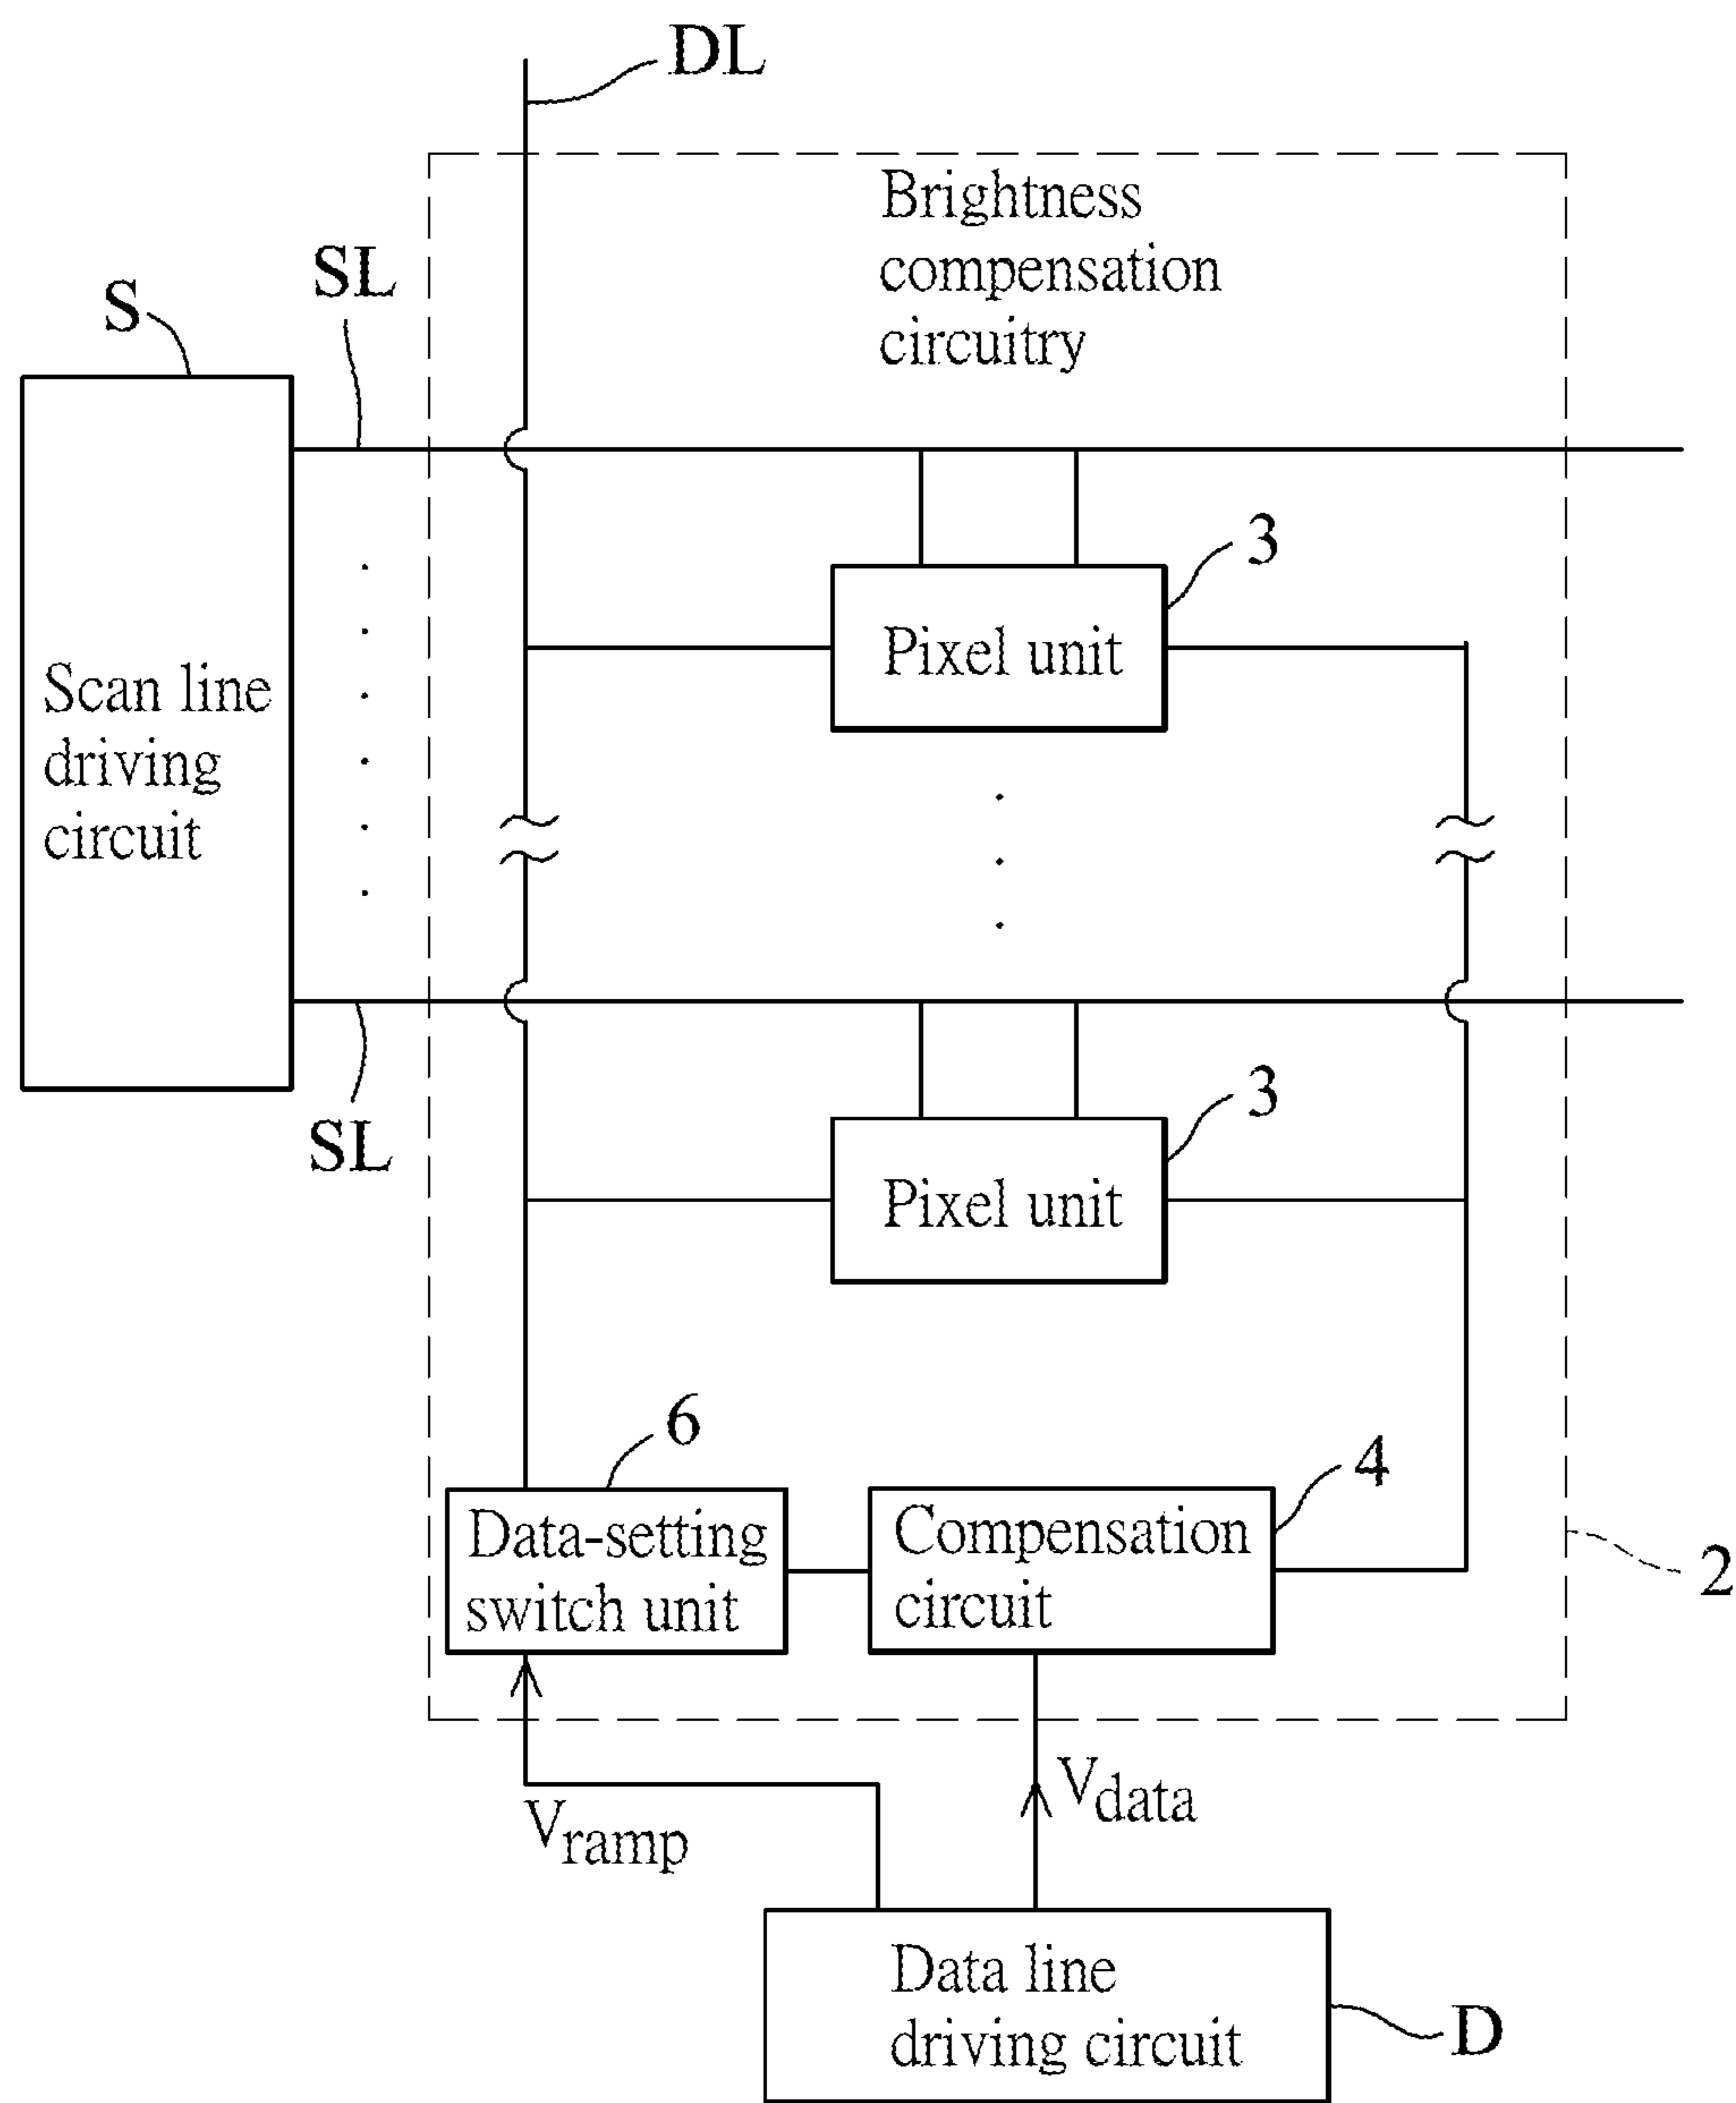 DL
Brightness
compensation
circuitry
SL
S
3
Pixel unit
Scan line
driving
circuit
SL
3
Pixel unit
6
4
Data-setting
switch unit
Compensation
circuit
2
Vramp
Vdata
Data line
driving circuit
D